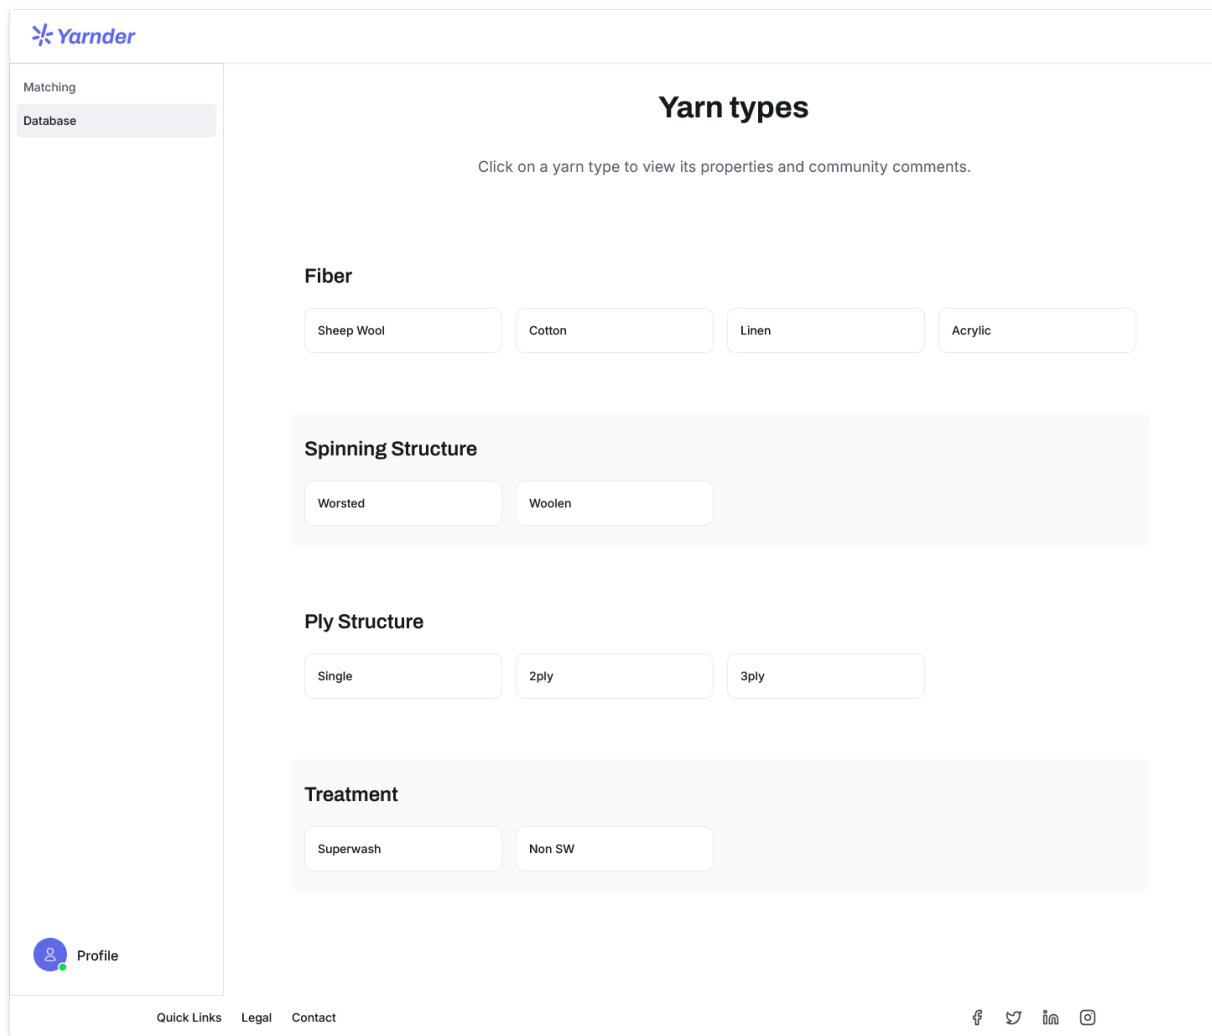 Yarnder
Matching
Database
Yarn types
Click on a yarn type to view its properties and community comments.
Fiber
Sheep Wool
Cotton
Linen
Acrylic
Spinning Structure
Worsted
Woolen
Ply Structure
Single
2ply
3ply
Treatment
Superwash
Non SW
Profile
Quick Links
Legal
Contact